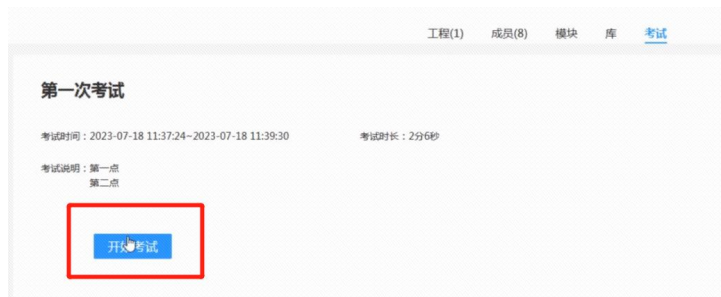 工程(1) 成员(8) 模块 库 考试
第一次考试
考试时间：2023-07-18 11:37:24~2023-07-18 11:39:30 考试时长：2分6秒
考试说明：第一点
第二点
开始考试